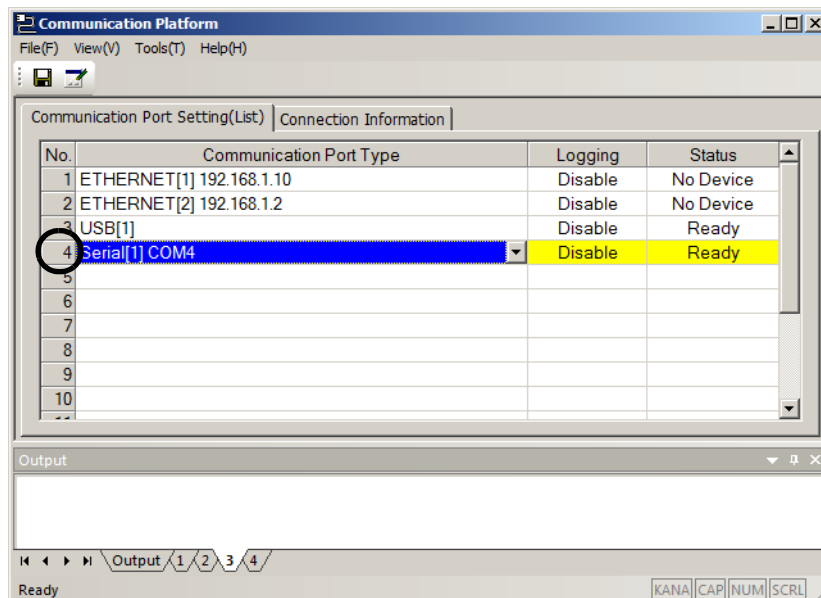 Communication Platform
File(F) View(V) Tools(T) Help(H)
Communication Port Setting(List) Connection Information
No. Communication Port Type Logging Status
1 ETHERNET[1] 192.168.1.10 Disable No Device
2 ETHERNET[2] 192.168.1.2 Disable No Device
3 USB[1] Disable Ready
4 Serial[1] COM4 Disable Ready
5
6
7
8
9
10
Output
Output 1 2 3 4
Ready KANA CAP NUM SCRL